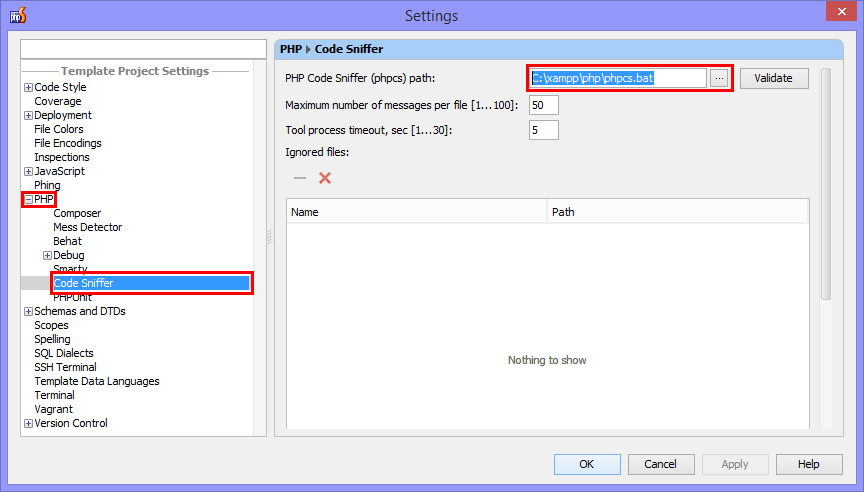 Settings
Template Project Settings
Code Style
Coverage
Deployment
File Colors
File Encodings
Inspections
JavaScript
Phing
PHP
Composer
Mess Detector
Behat
Debug
Smarty
Code Sniffer
PHPUnit
Schemas and DTDs
Scopes
Spelling
SQL Dialects
SSH Terminal
Template Data Languages
Terminal
Vagrant
Version Control
PHP ▸ Code Sniffer
PHP Code Sniffer (phpcs) path: C:\xampp\php\phpcs.bat ... Validate
Maximum number of messages per file [1...100]: 50
Tool process timeout, sec [1...30]: 5
Ignored files:
Name Path
Nothing to show
OK Cancel Apply Help